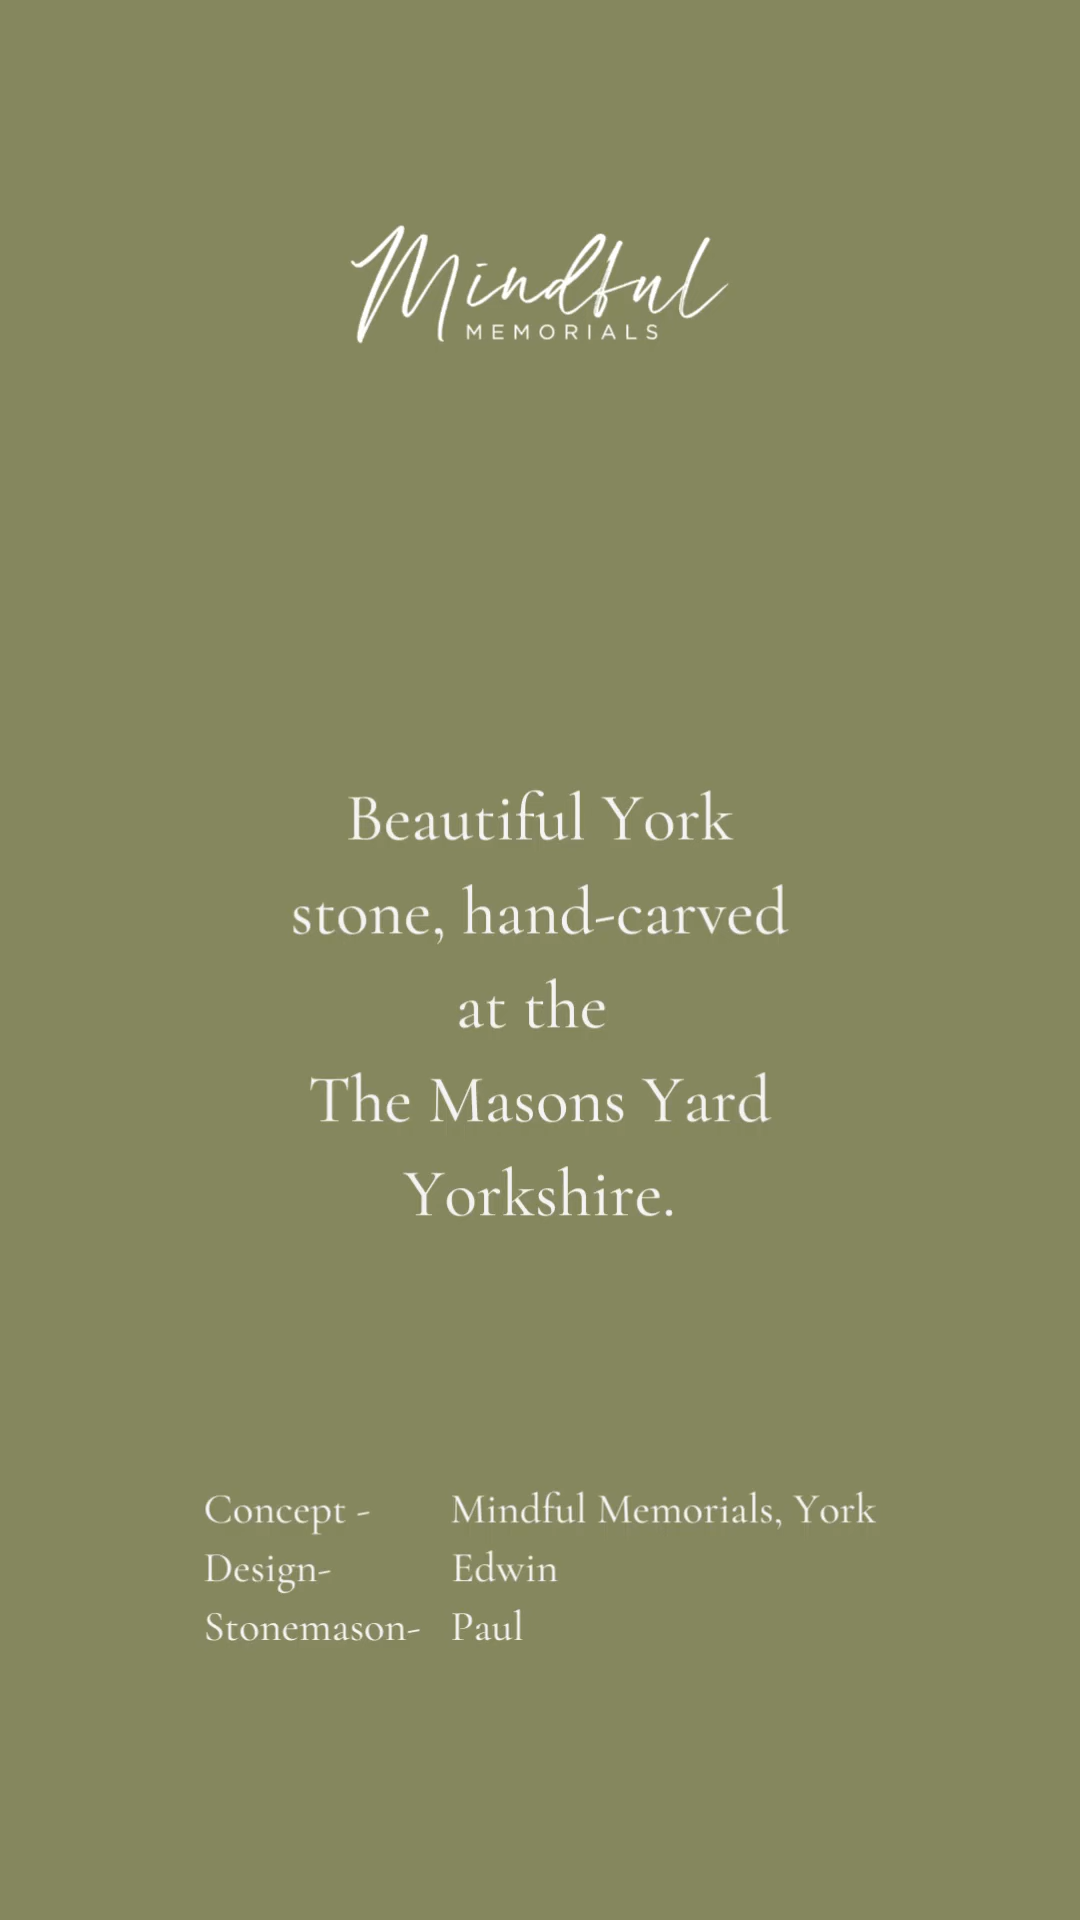 Mindful
MEMORIALS
Beautiful York
stone, hand-carved
at the
The Masons Yard
Yorkshire.
Concept - Mindful Memorials, York
Design- Edwin
Stonemason- Paul